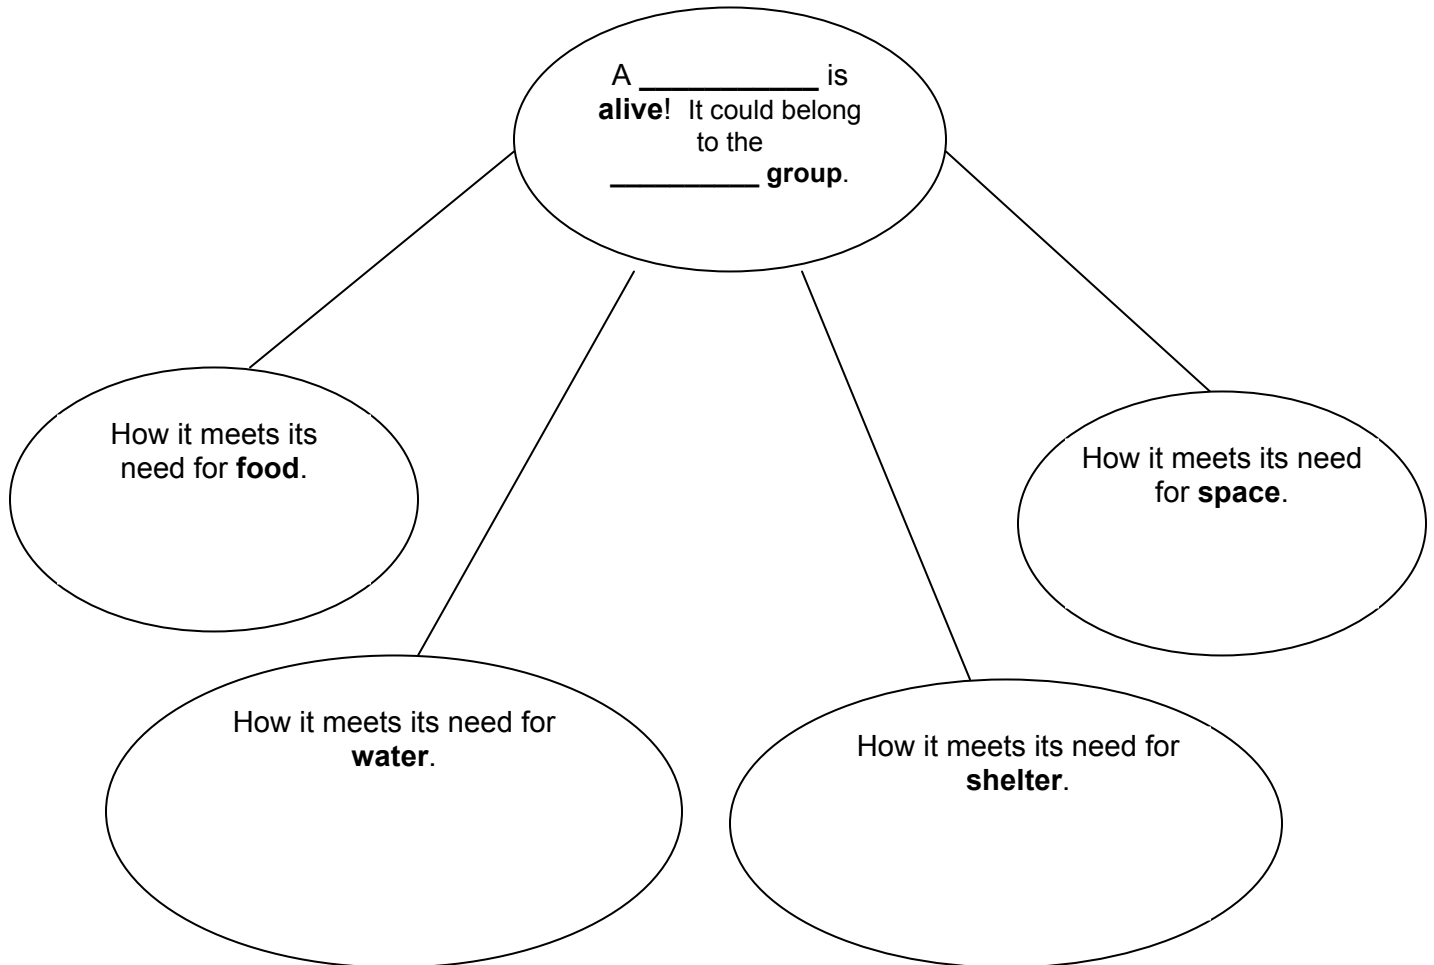 A ____________ is
alive! It could belong
to the
__________ group.
How it meets its
need for food.
How it meets its need
for space.
How it meets its need for
water.
How it meets its need for
shelter.